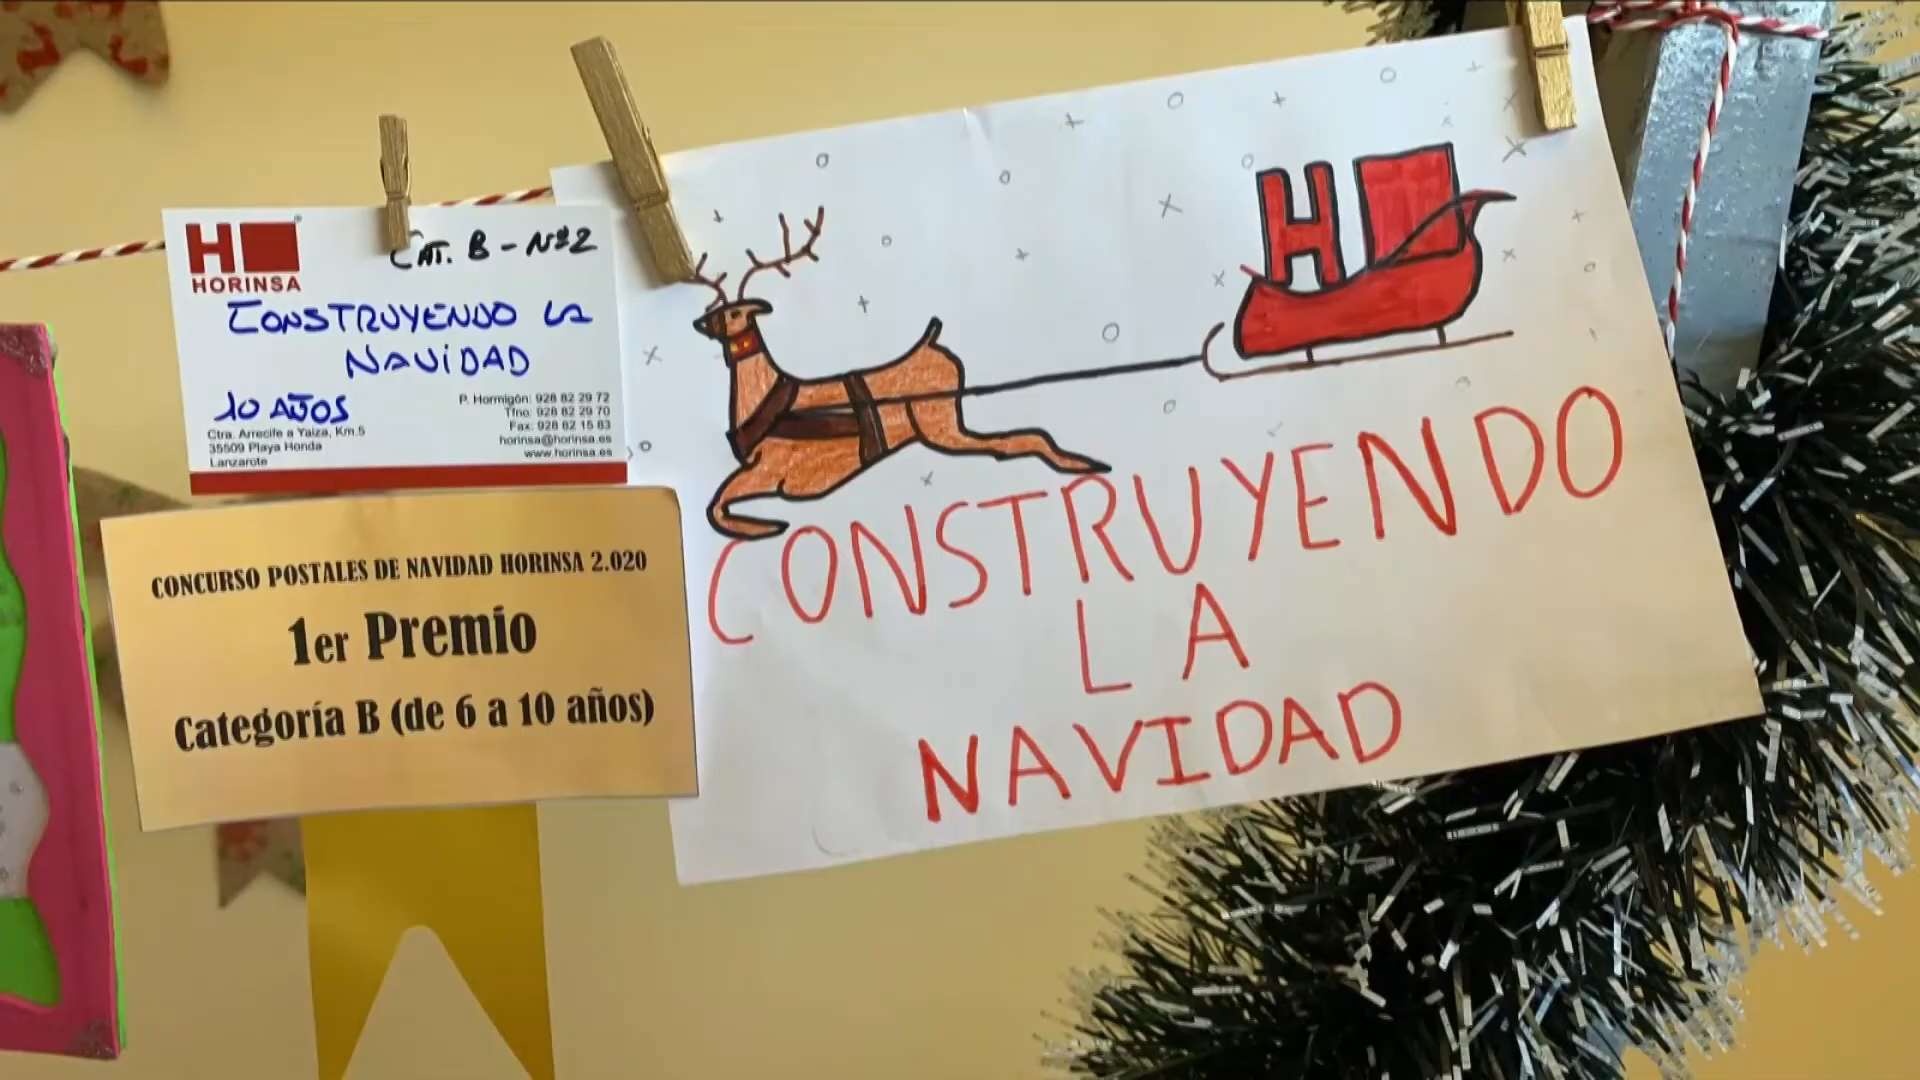 H
HORINSA
CAT. B - Nº2
CONSTRUYENDO LA
NAVIDAD
10 AÑOS
Ctra. Arrecife a Yaiza, Km.5
35509 Playa Honda
Lanzarote
P. Hormigón: 928 82 29 72
Tfno: 928 82 29 70
Fax: 928 82 15 83
horinsa@horinsa.es
www.horinsa.es
CONCURSO POSTALES DE NAVIDAD HORINSA 2.020
1er Premio
Categoría B (de 6 a 10 años)
H
CONSTRUYENDO
LA
NAVIDAD